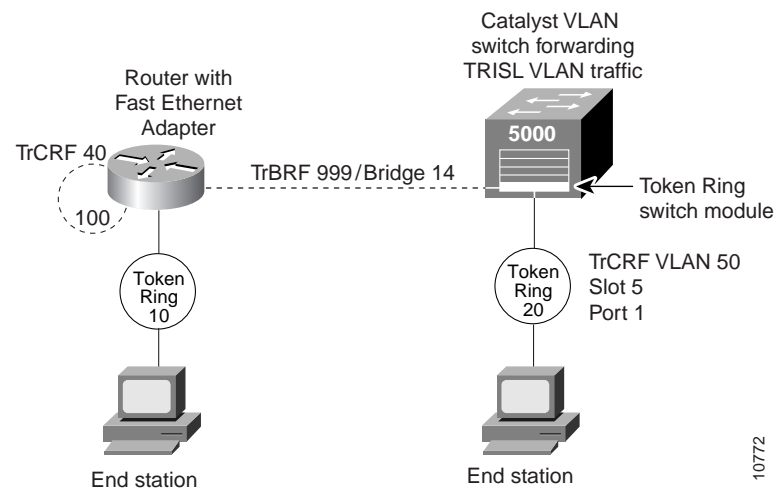 Catalyst VLAN
switch forwarding
TRISL VLAN traffic
Router with
Fast Ethernet
Adapter
5000
TrCRF 40
TrBRF 999/Bridge 14
Token Ring
switch module
100
Token
Ring
10
Token
Ring
20
TrCRF VLAN 50
Slot 5
Port 1
End station
End station
10772